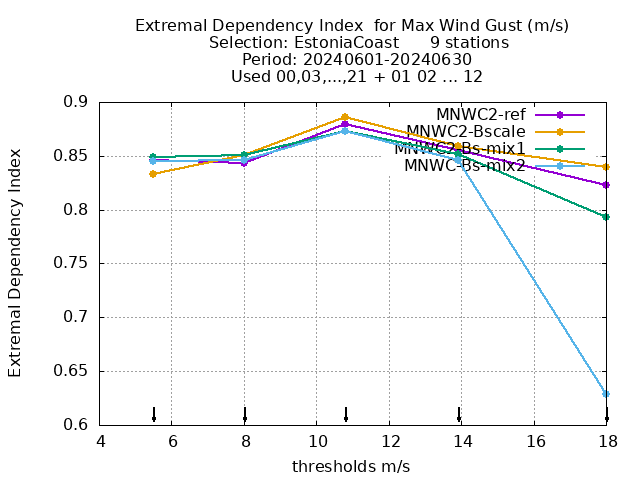 Extremal Dependency Index  for Max Wind Gust (m/s)
Selection: EstoniaCoast      9 stations
Period: 20240601-20240630
Used 00,03,...,21 + 01 02 ... 12
Extremal Dependency Index
0.9
0.85
0.8
0.75
0.7
0.65
0.6
MNWC2-ref
MNWC2-Bscale
MNWC2-Bs-mix1
MNWC-Bs-mix2
4 6 8 10 12 14 16 18
thresholds m/s